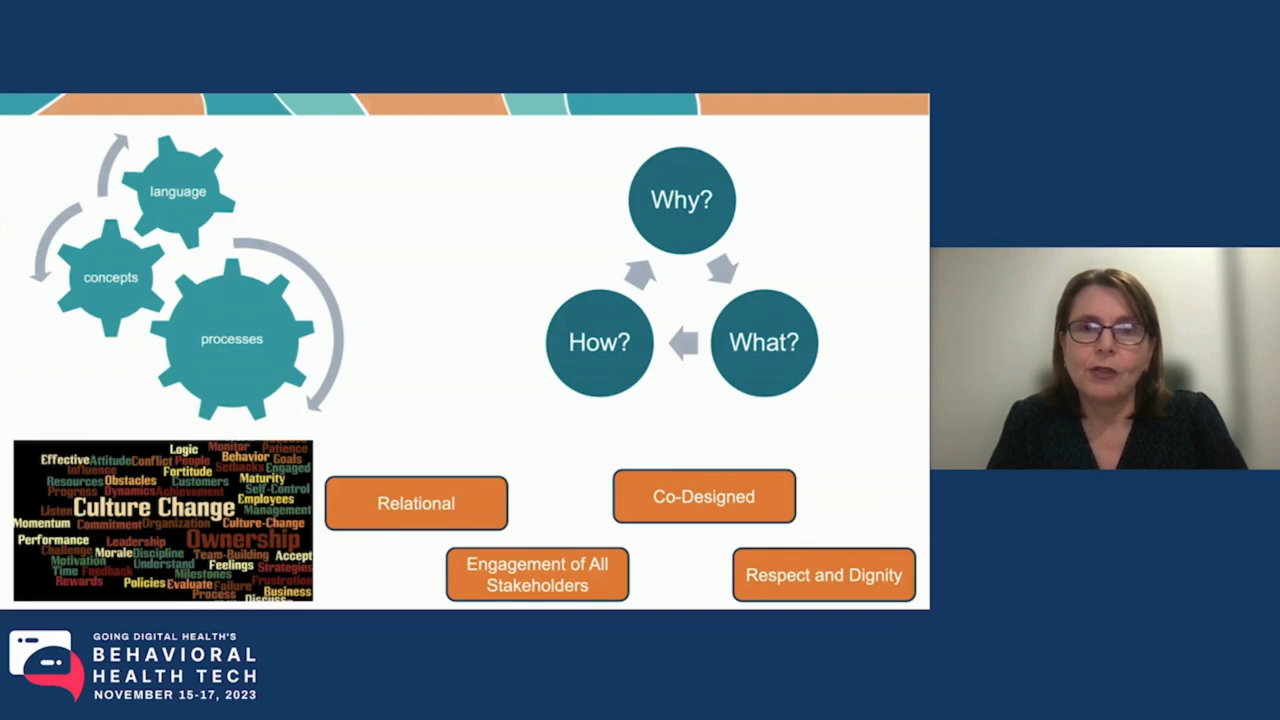 language
concepts
processes
Why?
How?
What?
Logic Monitor Patience
Effective Attitude Conflict People Behavior Goals
Influence Fortitude Setbacks Engaged
Resources Obstacles Customers Maturity
Progress Dynamics Achievement Self-Control
Listen Culture Change Employees
Management
Momentum Commitment Organization Culture-Change
Performance Leadership Ownership
Challenge Morale Discipline Team-Building Accept
Motivation Understand Feelings Strategies
Time Feedback Milestones
Rewards Policies Evaluate Failure Frustration
Process Business
Discuss
Relational
Co-Designed
Engagement of All
Stakeholders
Respect and Dignity
GOING DIGITAL HEALTH'S
BEHAVIORAL
HEALTH TECH
NOVEMBER 15-17, 2023